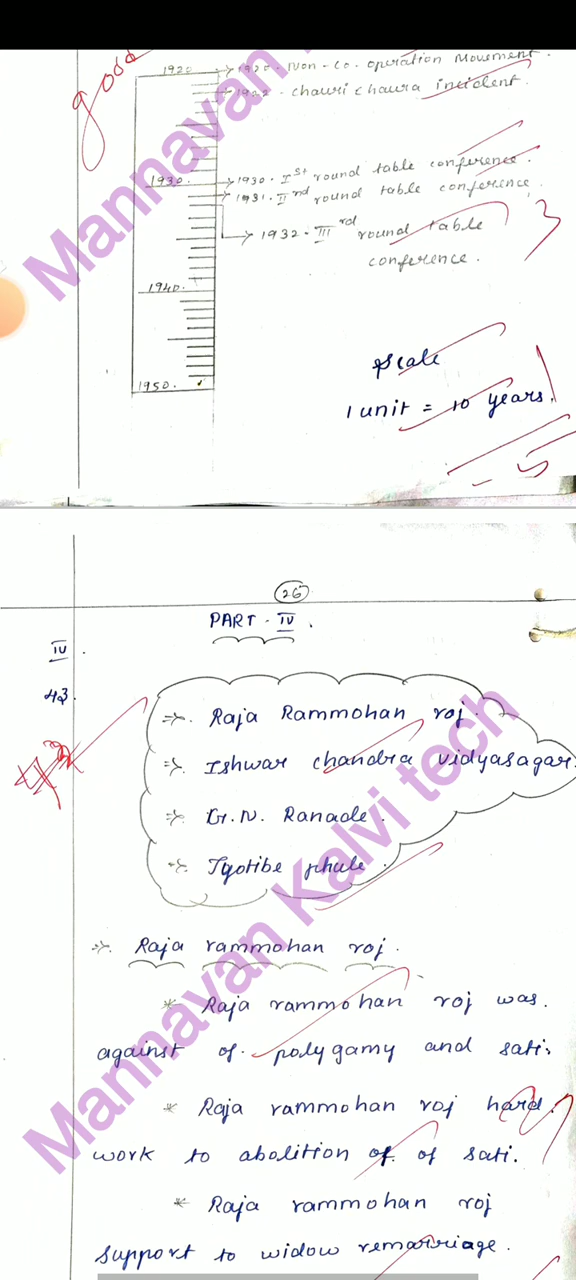 good
1920
1920. Non-Co. operation Movement.
1922 - chauri chaura incident.
1930.
1930. Ist round table conference.
1931. IInd round table conference.
1932 - IIIrd round table
conference.
3
1940.
1950.
scale
1 unit = 10 years.
1
5
26
PART - IV.
IV.
43.
=>. Raja Rammohan roj.
=>. Ishwar chandra vidyasagar.
=>. G.N. Ranade.
=>. Jyotibe phule.
=>. Raja rammohan roj.
* Raja rammohan roj was.
against of. polygamy and sati.
* Raja rammohan roj hard.
work to abolition of. of sati.
* Raja rammohan roj
support to widow remarriage.
Mannavan Kalvi tech
Mannavan